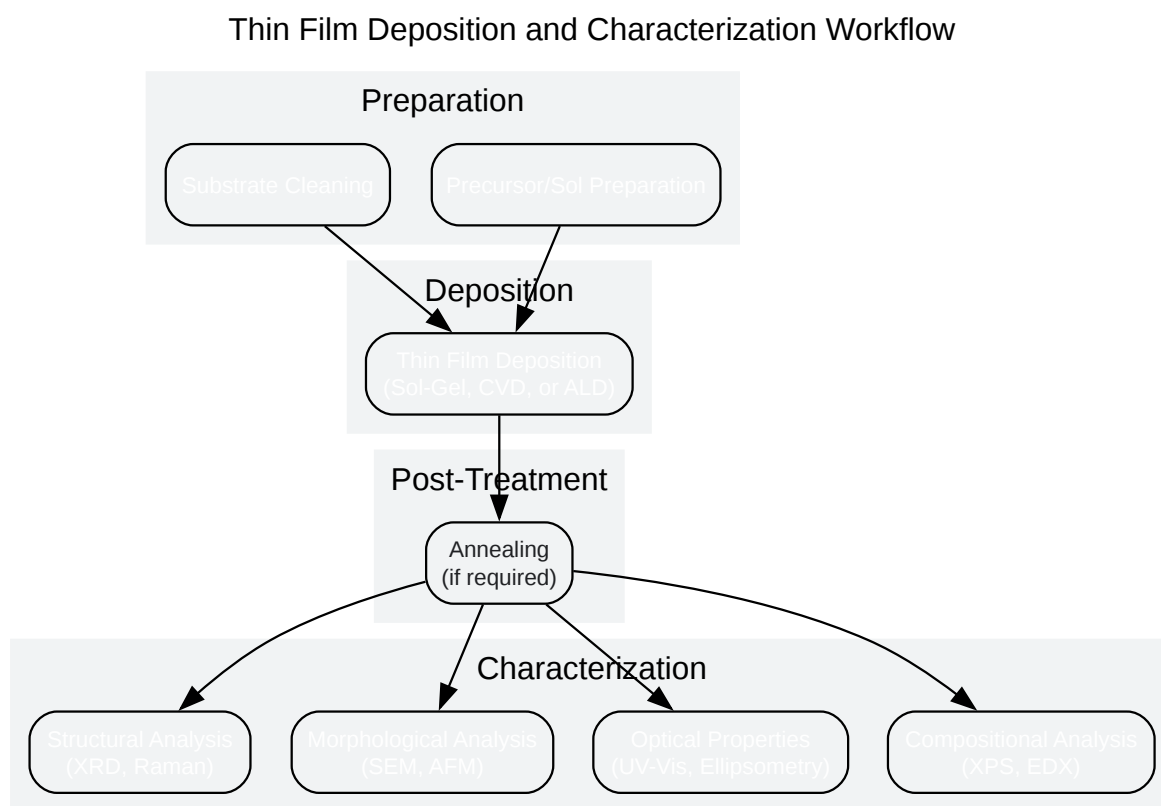 Thin Film Deposition and Characterization Workflow
Preparation
Substrate Cleaning
Precursor/Sol Preparation
Deposition
Thin Film Deposition
(Sol-Gel, CVD, or ALD)
Post-Treatment
Annealing
(if required)
Characterization
Structural Analysis
(XRD, Raman)
Morphological Analysis
(SEM, AFM)
Optical Properties
(UV-Vis, Ellipsometry)
Compositional Analysis
(XPS, EDX)